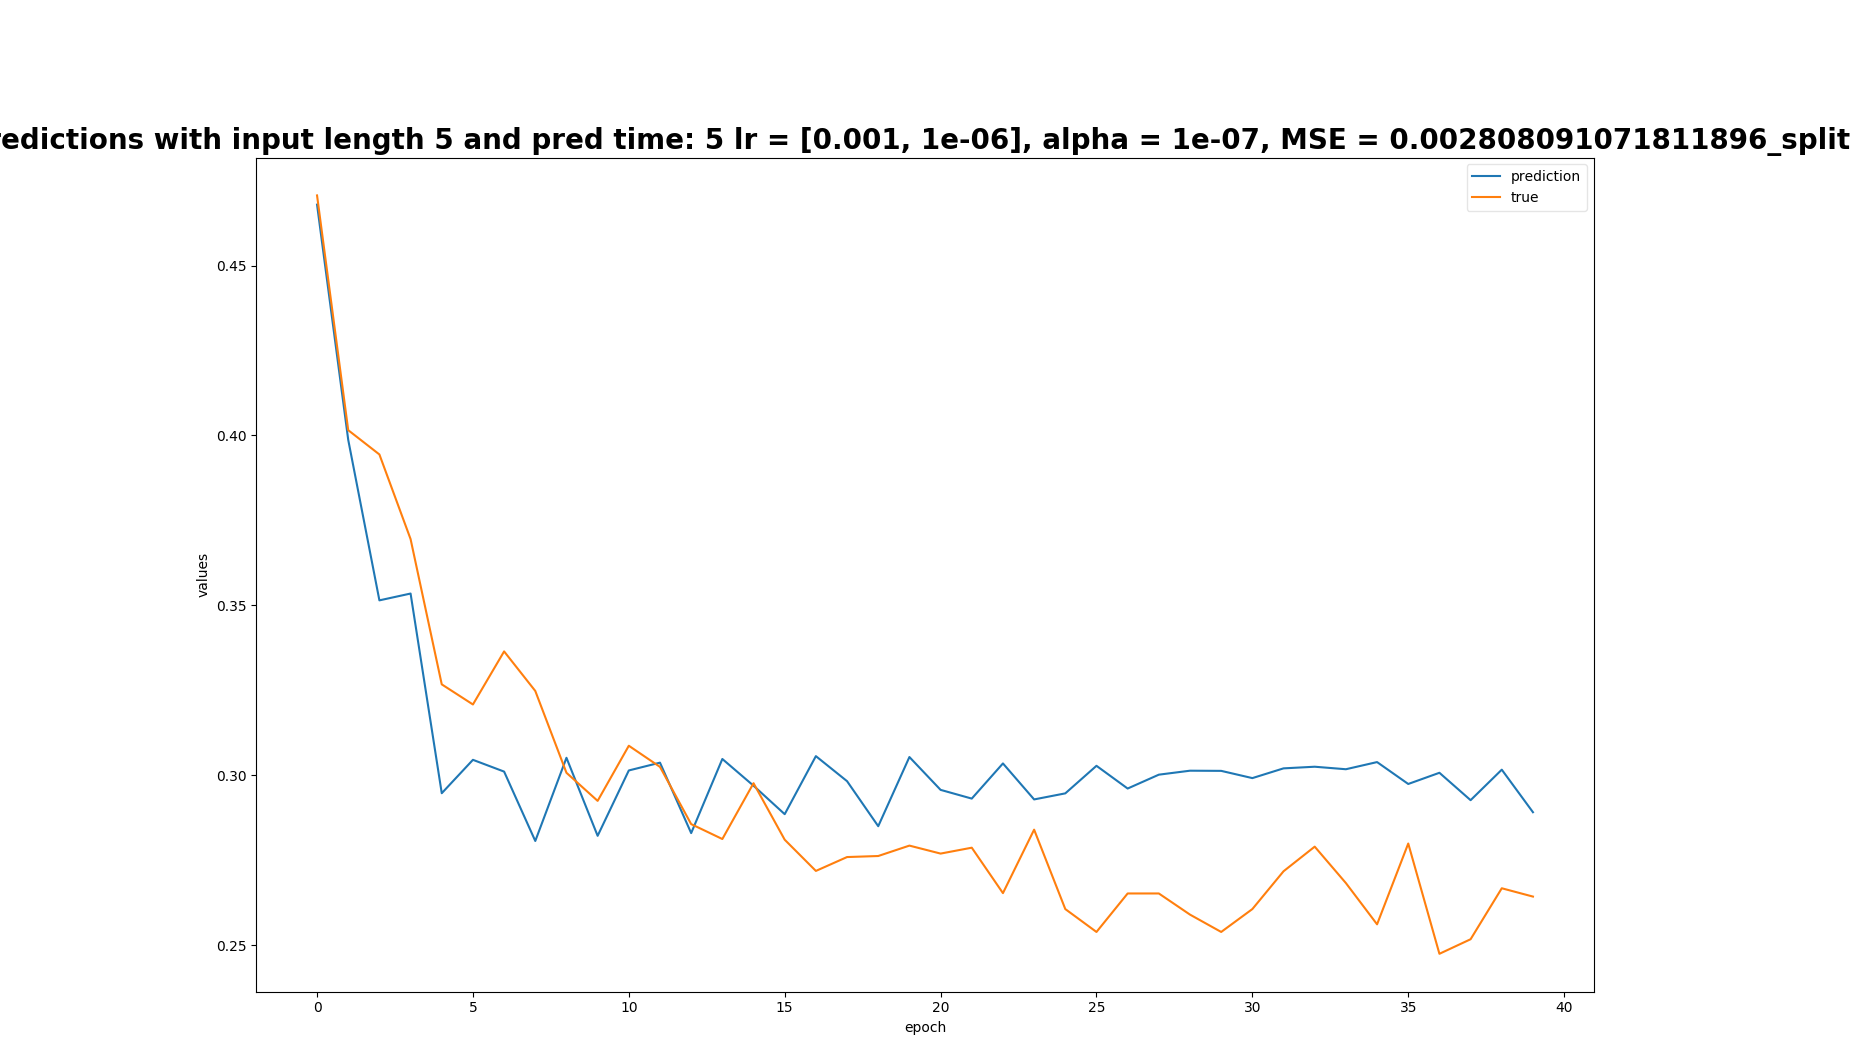 redictions with input length 5 and pred time: 5 lr = [0.001, 1e-06], alpha = 1e-07, MSE = 0.002808091071811896_split
prediction
true
0.45
0.40
0.35
0.30
0.25
values
0 5 10 15 20 25 30 35 40
epoch